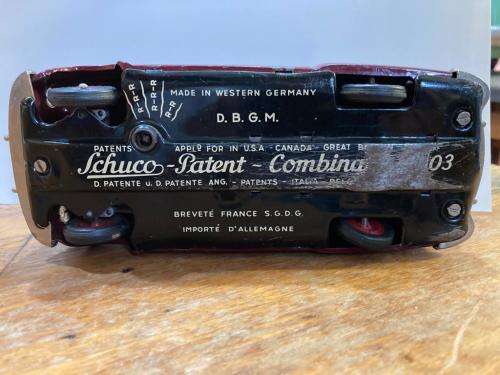 R-R-R
R-R-R
R-R
MADE IN WESTERN GERMANY
D.B.G.M.
PATENTS APPLD FOR IN U.S.A - CANADA - GREAT
Schuco - Patent - Combina 03
D. PATENTE u. D. PATENTE ANG. - PATENTS - ITALIA -
BREVETÉ FRANCE S.G.D.G.
IMPORTÉ D'ALLEMAGNE